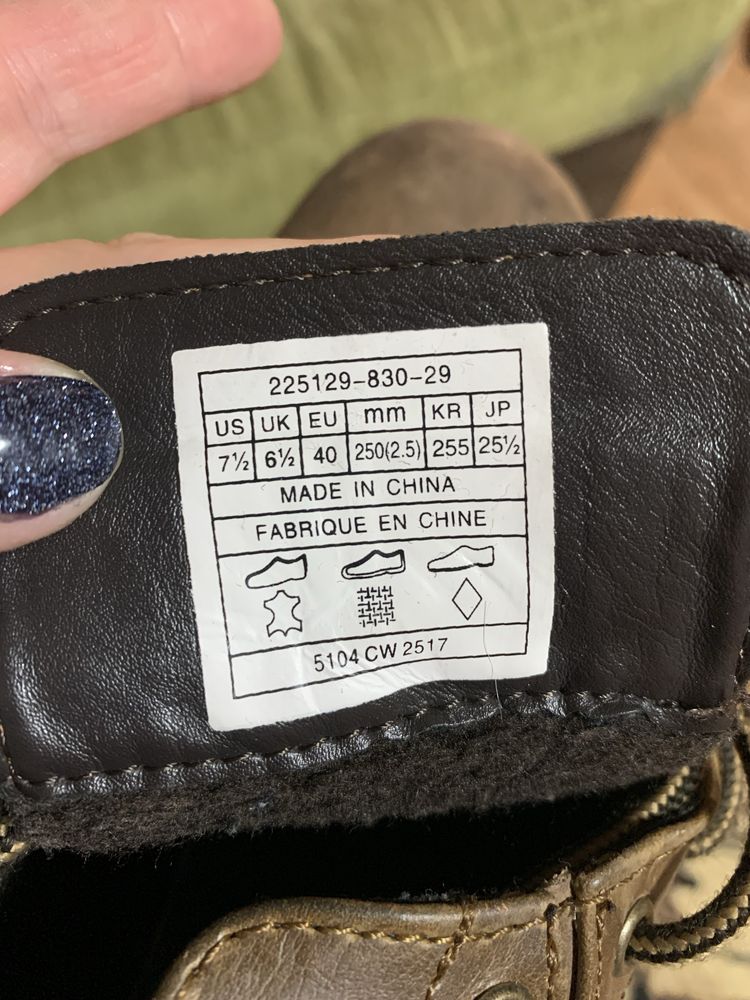 225129-830-29
US UK EU mm KR JP
7½ 6½ 40 250(2.5) 255 25½
MADE IN CHINA
FABRIQUE EN CHINE
5104 CW 2517